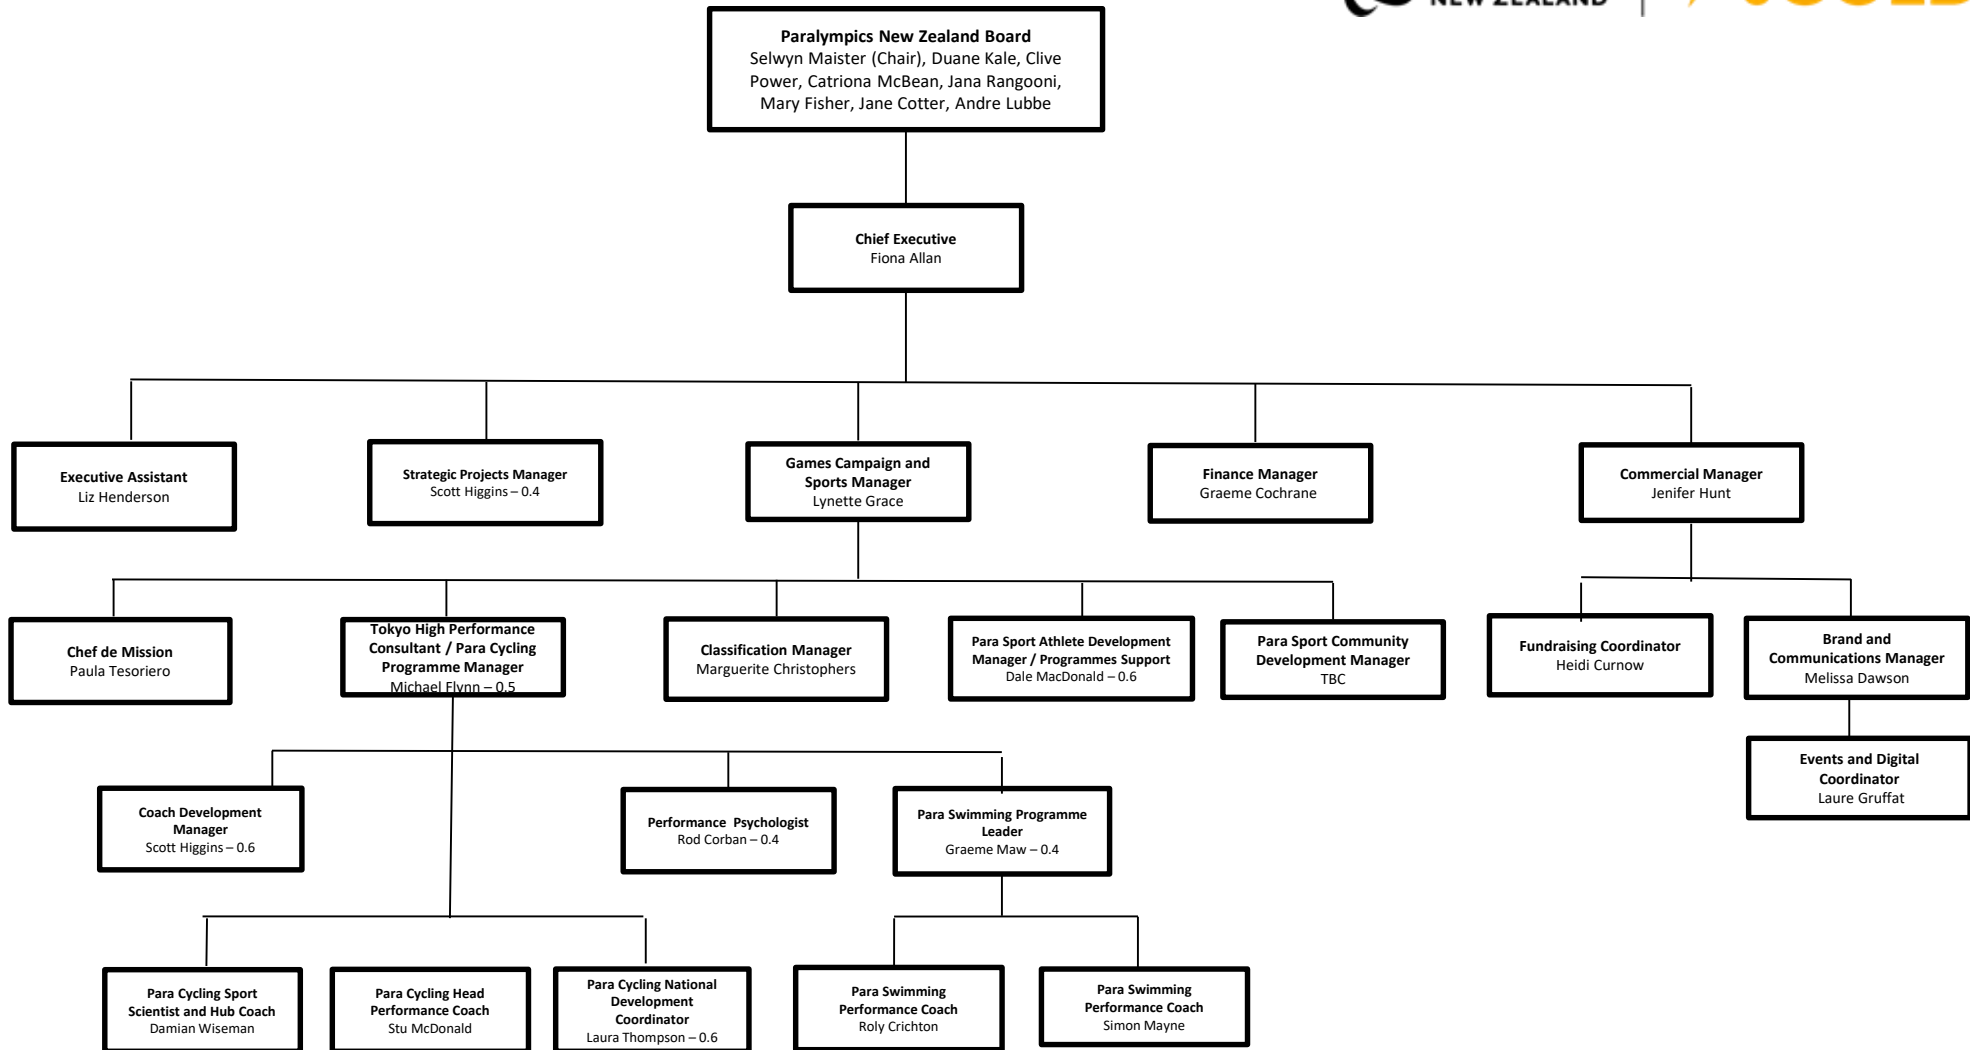 NEW ZEALAND
Paralympics New Zealand Board
Selwyn Maister (Chair), Duane Kale, Clive
Power, Catriona McBean, Jana Rangooni,
Mary Fisher, Jane Cotter, Andre Lubbe
Chief Executive
Fiona Allan
Executive Assistant
Liz Henderson
Strategic Projects Manager
Scott Higgins – 0.4
Games Campaign and
Sports Manager
Lynette Grace
Finance Manager
Graeme Cochrane
Commercial Manager
Jenifer Hunt
Chef de Mission
Paula Tesoriero
Tokyo High Performance
Consultant / Para Cycling
Programme Manager
Michael Flynn – 0.5
Classification Manager
Marguerite Christophers
Para Sport Athlete Development
Manager / Programmes Support
Dale MacDonald – 0.6
Para Sport Community
Development Manager
TBC
Fundraising Coordinator
Heidi Curnow
Brand and
Communications Manager
Melissa Dawson
Events and Digital
Coordinator
Laure Gruffat
Coach Development
Manager
Scott Higgins – 0.6
Performance  Psychologist
Rod Corban – 0.4
Para Swimming Programme
Leader
Graeme Maw – 0.4
Para Cycling Sport
Scientist and Hub Coach
Damian Wiseman
Para Cycling Head
Performance Coach
Stu McDonald
Para Cycling National
Development
Coordinator
Laura Thompson – 0.6
Para Swimming
Performance Coach
Roly Crichton
Para Swimming
Performance Coach
Simon Mayne